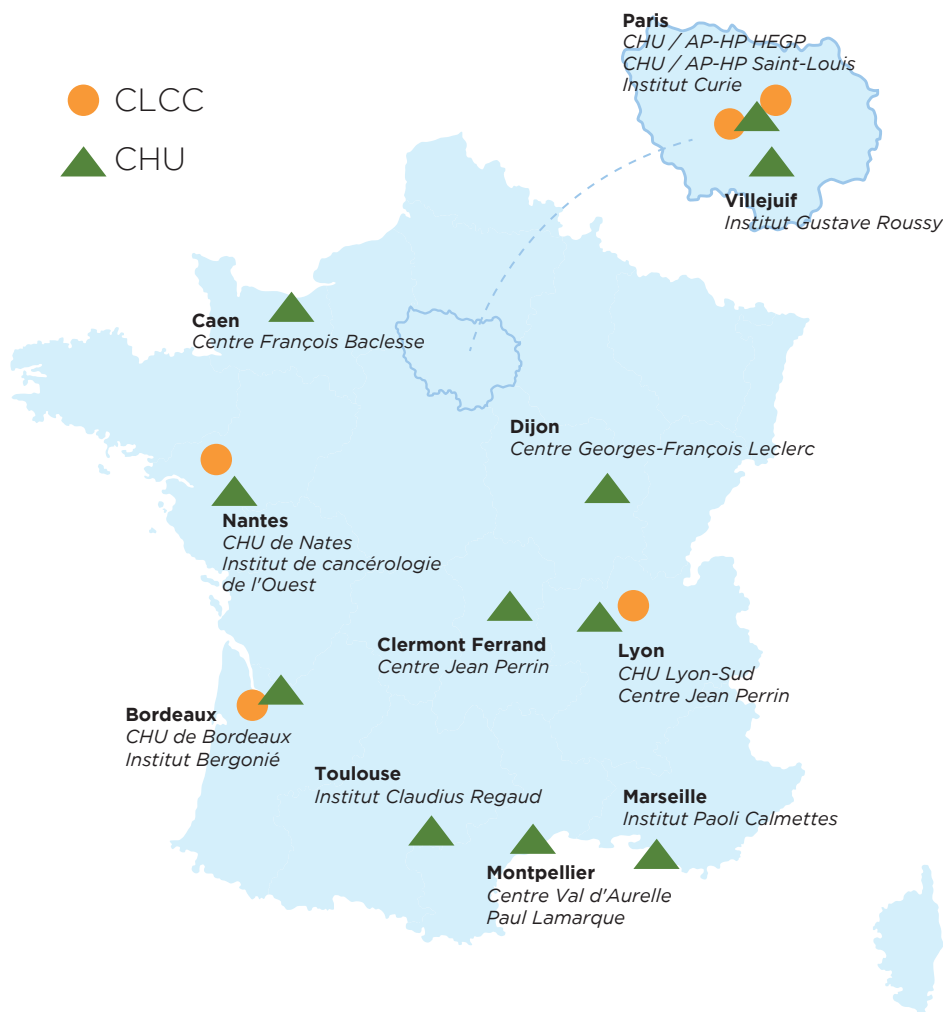 Paris
CHU / AP-HP HEGP
CHU / AP-HP Saint-Louis
Institut Curie
CLCC
CHU
Villejuif
Institut Gustave Roussy
Caen
Centre François Baclesse
Dijon
Centre Georges-François Leclerc
Nantes
CHU de Nates
Institut de cancérologie
de l'Ouest
Clermont Ferrand
Centre Jean Perrin
Lyon
CHU Lyon-Sud
Centre Jean Perrin
Bordeaux
CHU de Bordeaux
Institut Bergonié
Toulouse
Institut Claudius Regaud
Marseille
Institut Paoli Calmettes
Montpellier
Centre Val d'Aurelle
Paul Lamarque